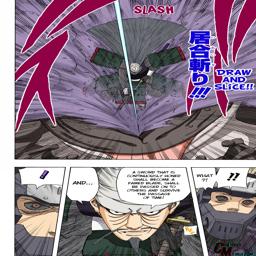 SLASH
居合斬り!!!
DRAW
AND
SLICE!!
!
AND...
A SWORD THAT IS
CONTINUOUSLY HONED
SHALL BECOME A
FAMED BLADE, SHALL
BE PASSED ON TO
OTHERS AND SURVIVE
THE PASSAGE
OF TIME!
WHAT
?!